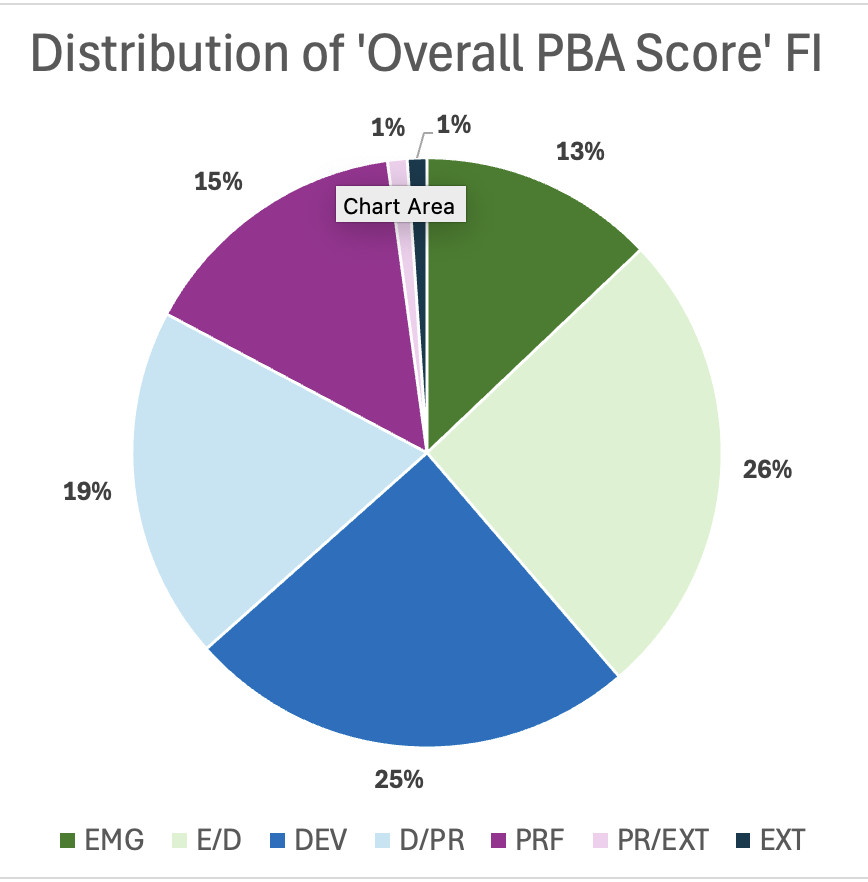 Distribution of 'Overall PBA Score' FI
1% 1%
13%
15%
Chart Area
26%
19%
25%
EMG E/D DEV D/PR PRF PR/EXT EXT